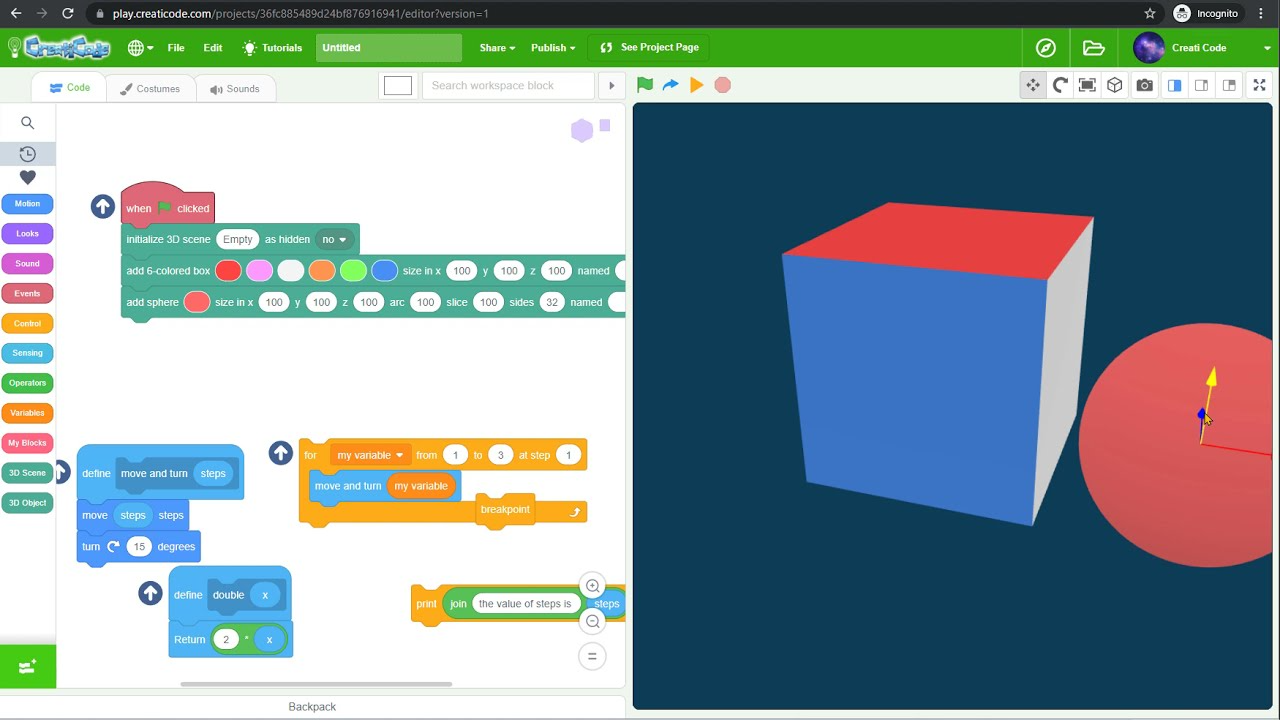 play.creaticode.com/projects/36fc885489d24bf876916941/editor?version=1
Incognito
CreatiCode
File
Edit
Tutorials
Untitled
Share
Publish
See Project Page
Creati Code
Code
Costumes
Sounds
Search workspace block
Motion
Looks
Sound
Events
Control
Sensing
Operators
Variables
My Blocks
3D Scene
3D Object
when clicked
initialize 3D scene Empty as hidden no
add 6-colored box size in x 100 y 100 z 100 named
add sphere size in x 100 y 100 z 100 arc 100 slice 100 sides 32 named
define move and turn steps
move steps steps
turn 15 degrees
for my variable from 1 to 3 at step 1
move and turn my variable
breakpoint
define double x
Return 2 * x
print join the value of steps is steps
Backpack